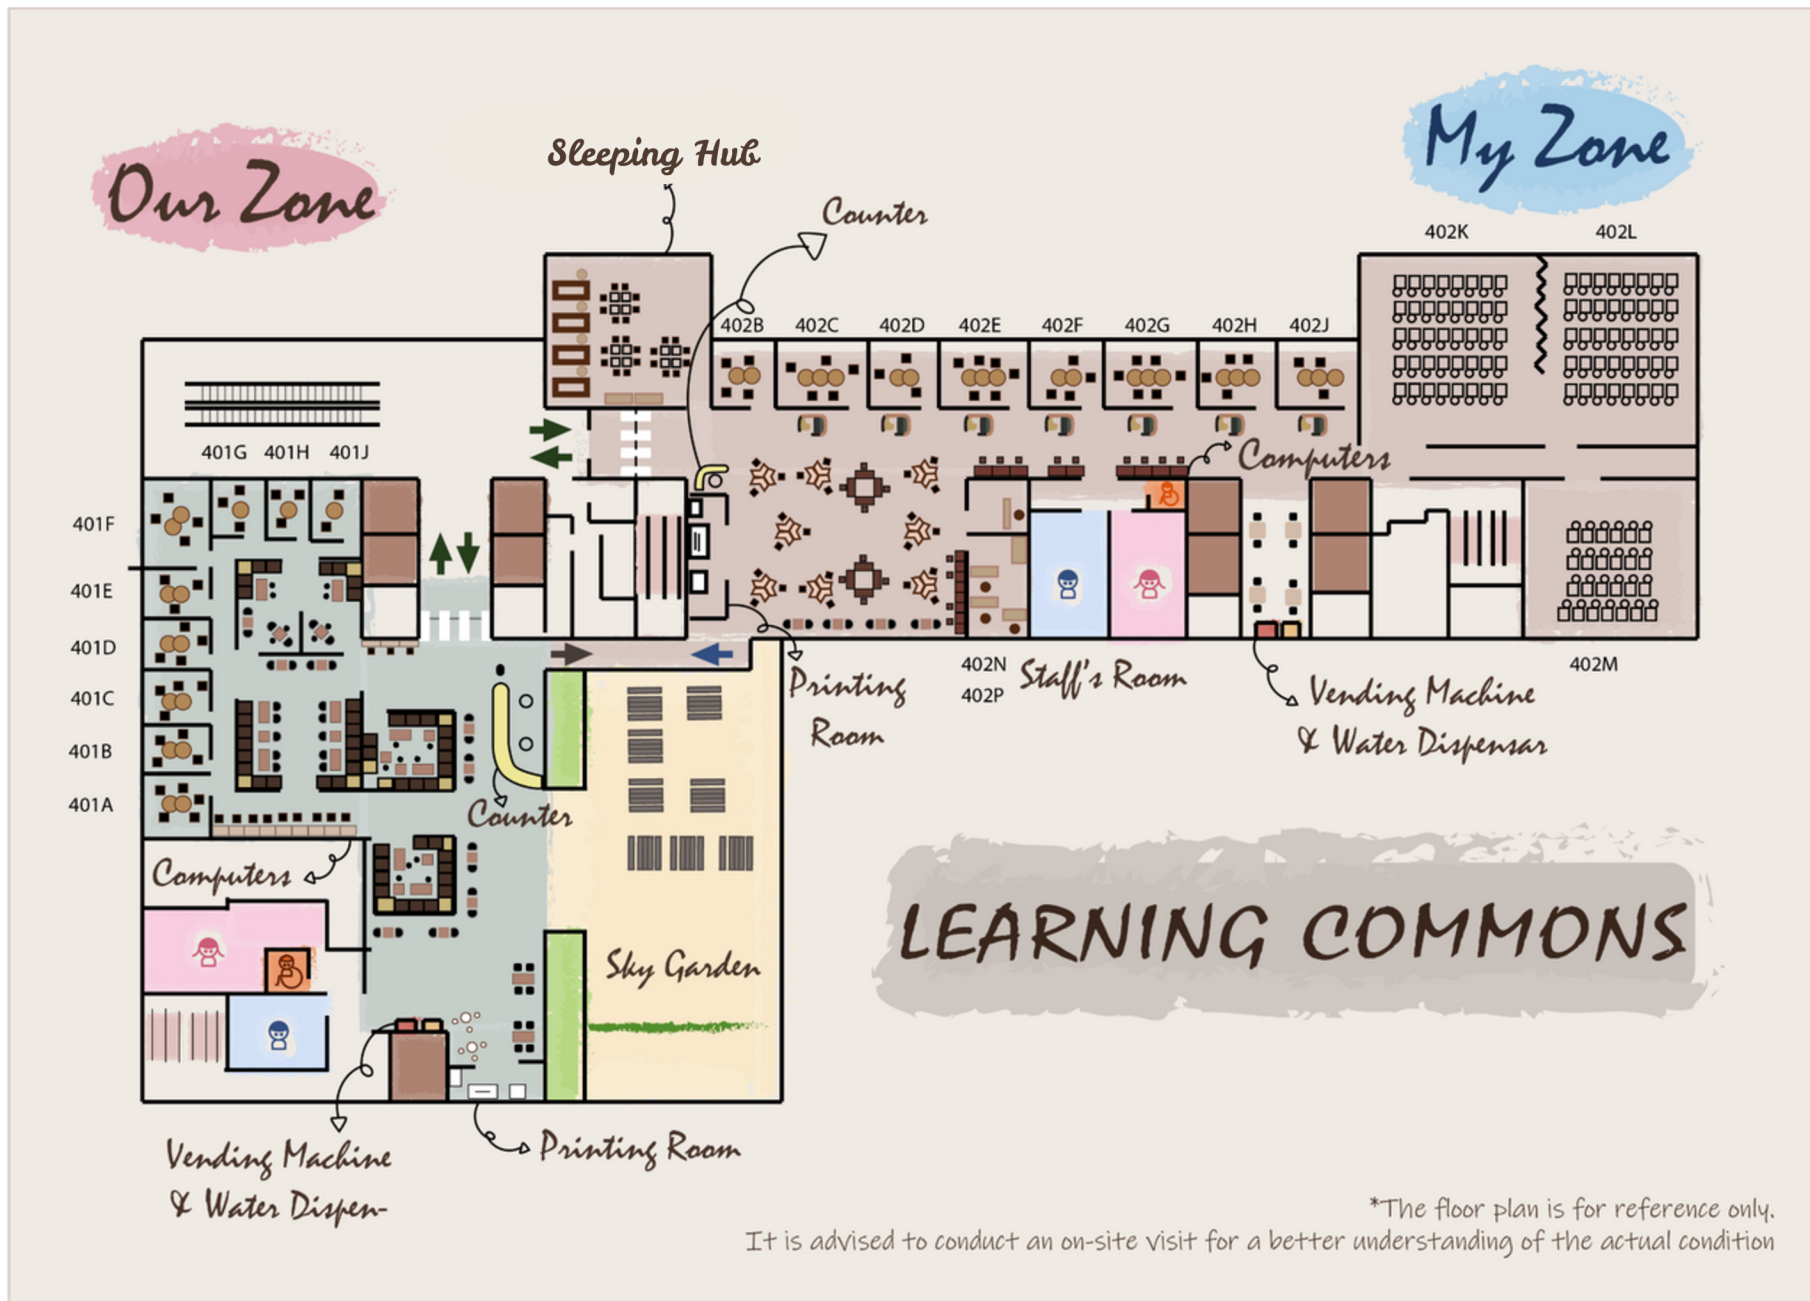 Our Zone
Sleeping Hub
Counter
My Zone
402K
402L
402B
402C
402D
402E
402F
402G
402H
402J
401G
401H
401J
Computers
401F
401E
401D
401C
401B
401A
402N
402P
Staff's Room
402M
Printing
Room
Vending Machine
& Water Dispensar
Counter
Computers
Sky Garden
LEARNING COMMONS
Vending Machine
& Water Dispen-
Printing Room
*The floor plan is for reference only.
It is advised to conduct an on-site visit for a better understanding of the actual condition